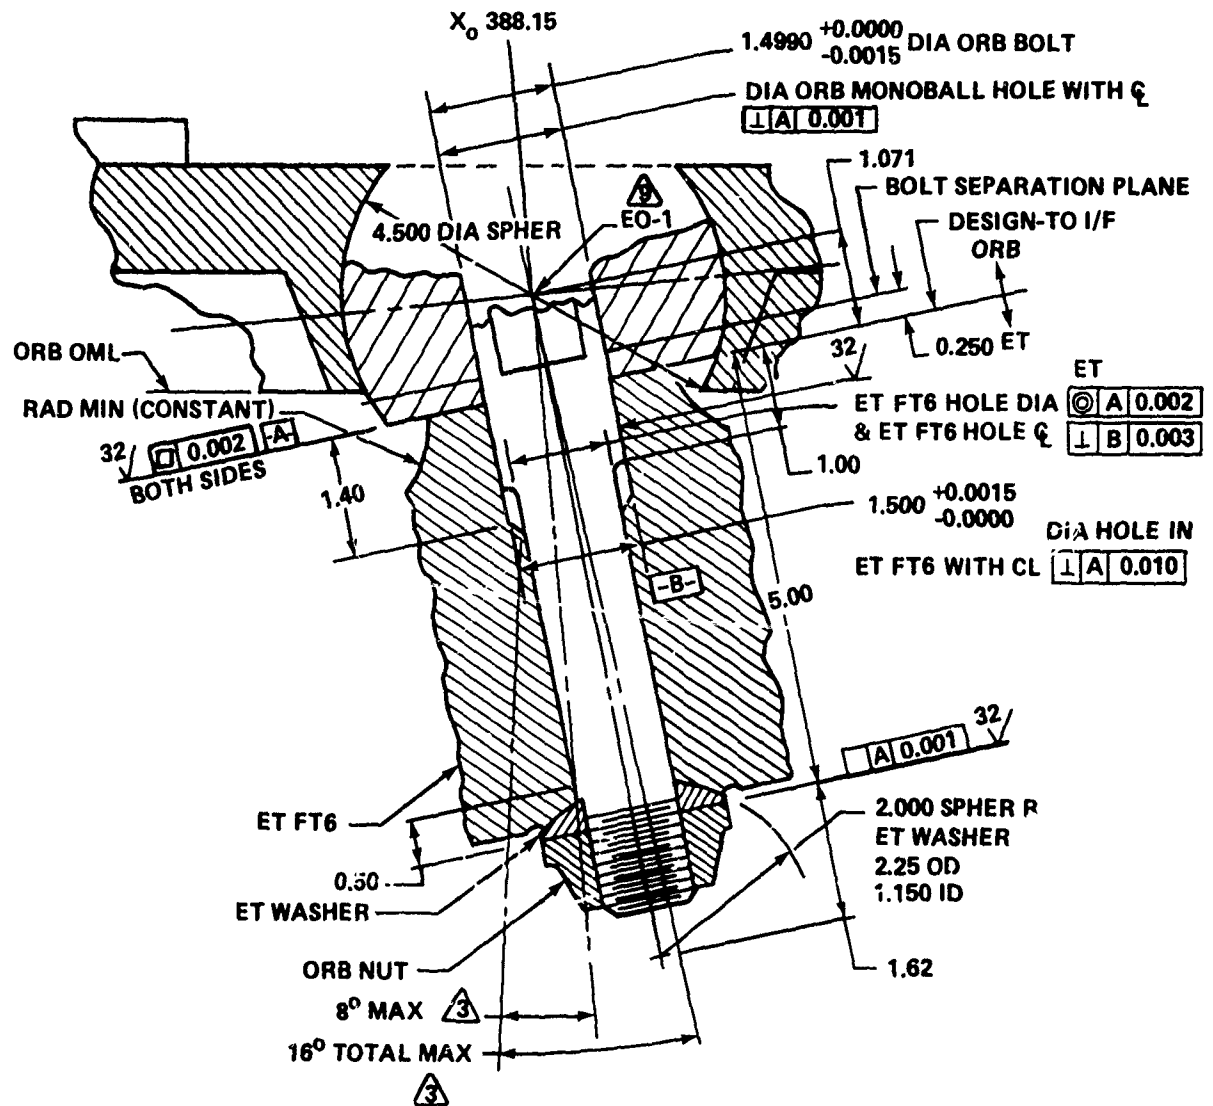 Xo 388.15
1.4990 +0.0000
-0.0015 DIA ORB BOLT
DIA ORB MONOBALL HOLE WITH ℄
⊥ A 0.001
1.071
BOLT SEPARATION PLANE
DESIGN-TO I/F
ORB
9
EO-1
4.500 DIA SPHER
0.250 ET
32
ORB OML
RAD MIN (CONSTANT)
32
0.002 -A-
BOTH SIDES
1.40
ET
ET FT6 HOLE DIA ◎ A 0.002
& ET FT6 HOLE ℄ ⊥ B 0.003
1.00
1.500 +0.0015
-0.0000
DIA HOLE IN
ET FT6 WITH CL ⊥ A 0.010
-B-
5.00
32
A 0.001
2.000 SPHER R
ET WASHER
2.25 OD
1.150 ID
ET FT6
0.50
ET WASHER
ORB NUT
1.62
8° MAX 3
16° TOTAL MAX
3